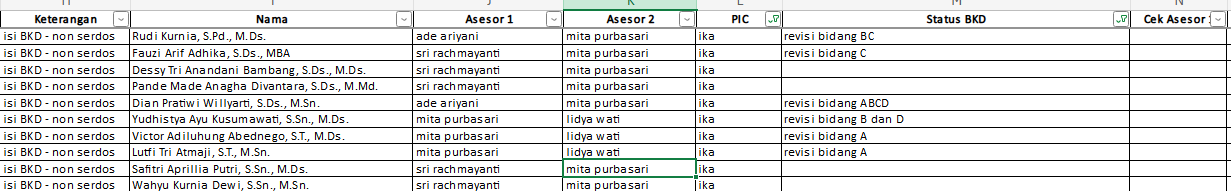 H I J K L M N
Keterangan Nama Asesor 1 Asesor 2 PIC Status BKD Cek Asesor
isi BKD - non serdos Rudi Kurnia, S.Pd., M.Ds. ade ariyani mita purbasari ika revisi bidang BC
isi BKD - non serdos Fauzi Arif Adhika, S.Ds., MBA sri rachmayanti mita purbasari ika revisi bidang C
isi BKD - non serdos Dessy Tri Anandani Bambang, S.Ds., M.Ds. sri rachmayanti mita purbasari ika
isi BKD - non serdos Pande Made Anagha Divantara, S.Ds., M.Md. sri rachmayanti mita purbasari ika
isi BKD - non serdos Dian Pratiwi Willyarti, S.Ds., M.Sn. ade ariyani mita purbasari ika revisi bidang ABCD
isi BKD - non serdos Yudhistya Ayu Kusumawati, S.Sn., M.Ds. mita purbasari lidya wati ika revisi bidang B dan D
isi BKD - non serdos Victor Adiluhung Abednego, S.T., M.Ds. mita purbasari lidya wati ika revisi bidang A
isi BKD - non serdos Lutfi Tri Atmaji, S.T., M.Sn. mita purbasari lidya wati ika revisi bidang A
isi BKD - non serdos Safitri Aprillia Putri, S.Sn., M.Ds. sri rachmayanti mita purbasari ika
isi BKD - non serdos Wahyu Kurnia Dewi, S.Sn., M.Sn. sri rachmayanti mita purbasari ika